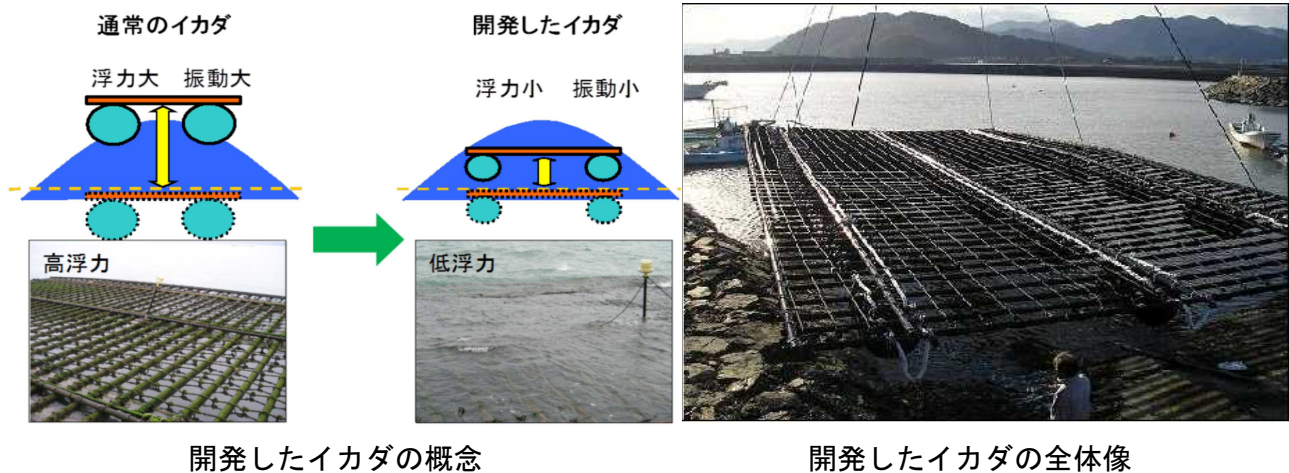 通常のイカダ
開発したイカダ
浮力大 振動大
浮力小 振動小
高浮力
低浮力
開発したイカダの概念
開発したイカダの全体像